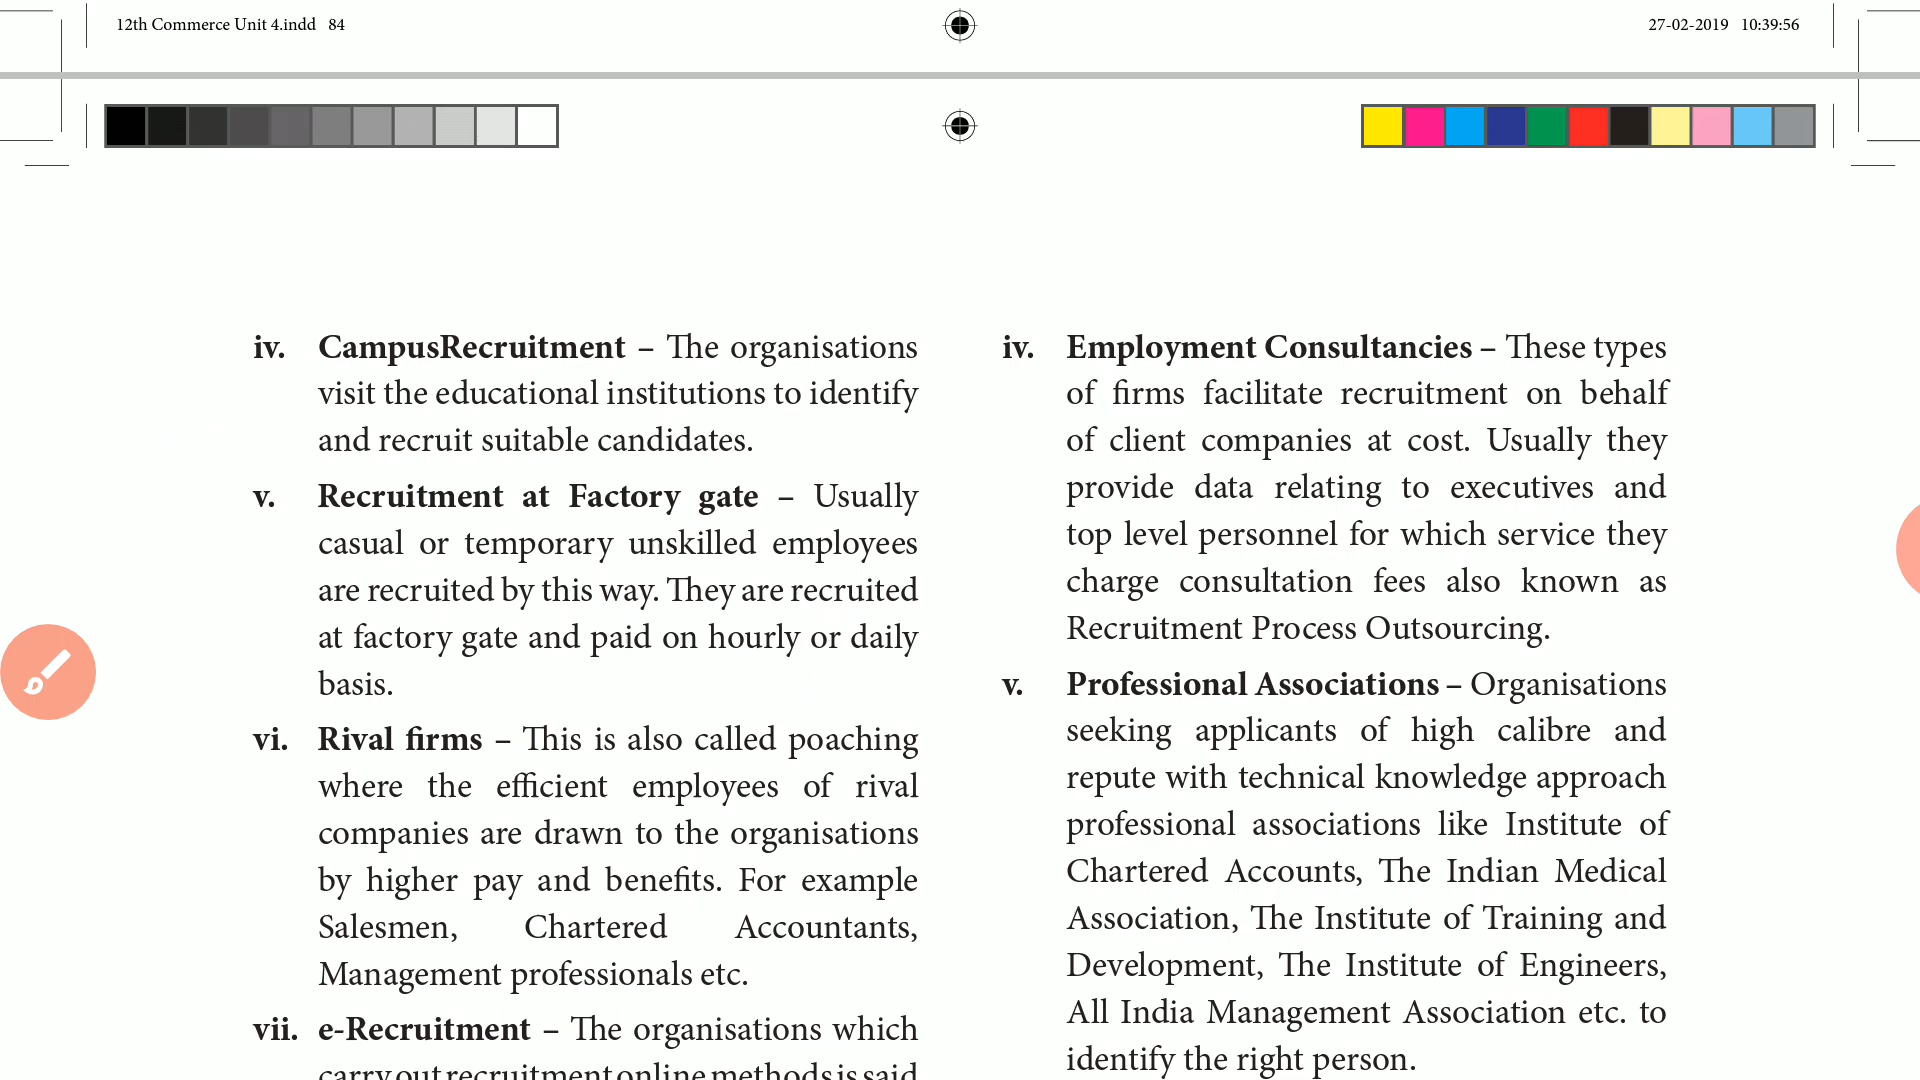 12th Commerce Unit 4.indd 84
27-02-2019 10:39:56
iv. CampusRecruitment – The organisations
visit the educational institutions to identify
and recruit suitable candidates.
v. Recruitment at Factory gate – Usually
casual or temporary unskilled employees
are recruited by this way. They are recruited
at factory gate and paid on hourly or daily
basis.
vi. Rival firms – This is also called poaching
where the efficient employees of rival
companies are drawn to the organisations
by higher pay and benefits. For example
Salesmen, Chartered Accountants,
Management professionals etc.
vii. e-Recruitment – The organisations which
carry out recruitment online methods is said
iv. Employment Consultancies – These types
of firms facilitate recruitment on behalf
of client companies at cost. Usually they
provide data relating to executives and
top level personnel for which service they
charge consultation fees also known as
Recruitment Process Outsourcing.
v. Professional Associations – Organisations
seeking applicants of high calibre and
repute with technical knowledge approach
professional associations like Institute of
Chartered Accounts, The Indian Medical
Association, The Institute of Training and
Development, The Institute of Engineers,
All India Management Association etc. to
identify the right person.